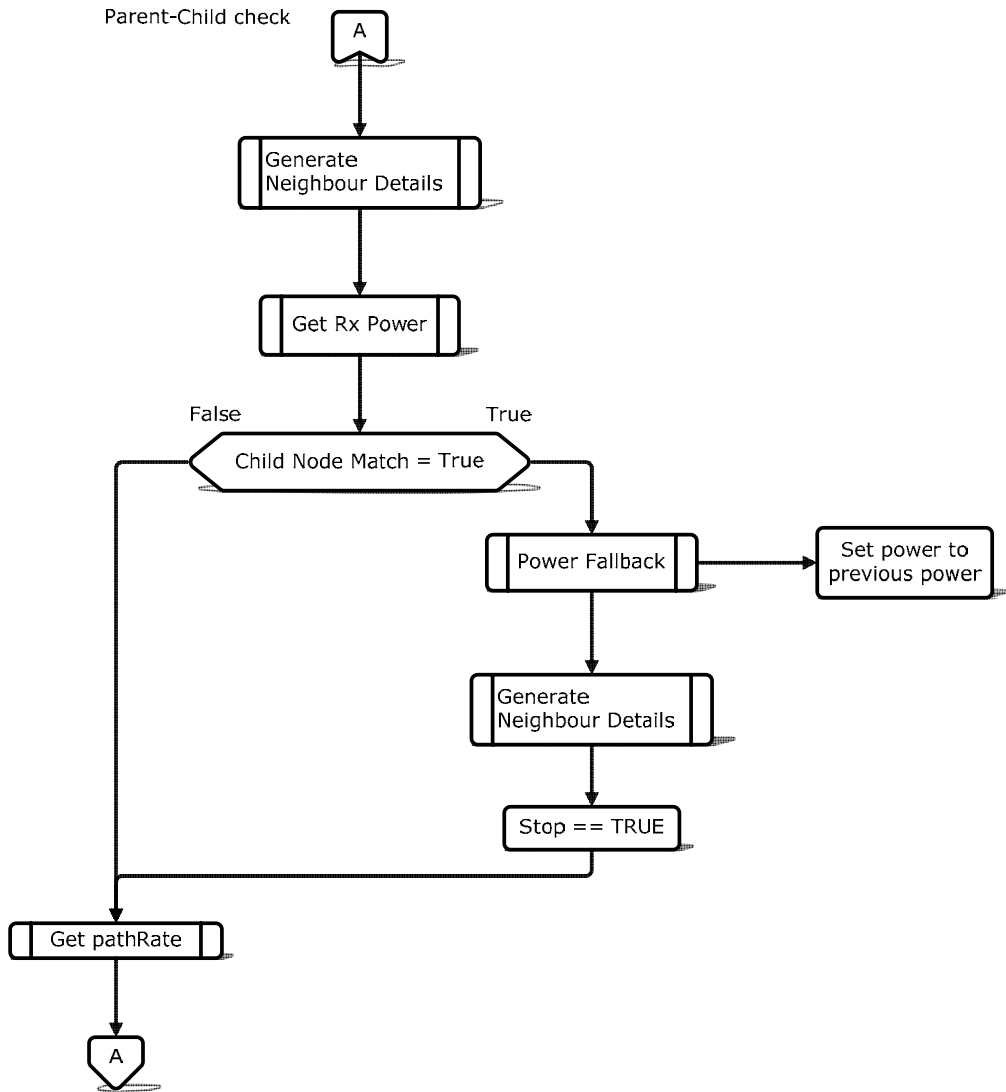 Parent-Child check
A
Generate
Neighbour Details
Get Rx Power
False
True
Child Node Match = True
Power Fallback
Set power to
previous power
Generate
Neighbour Details
Stop == TRUE
Get pathRate
A